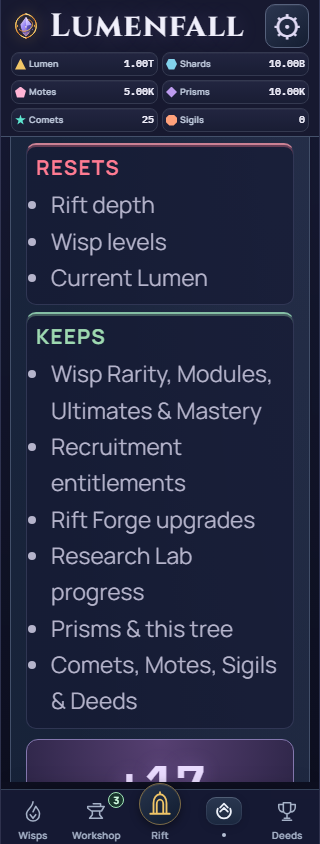 LUMENFALL
Lumen 1.00T Shards 10.00B
Motes 5.00K Prisms 10.00K
Comets 25 Sigils 0
RESETS
• Rift depth
• Wisp levels
• Current Lumen
KEEPS
• Wisp Rarity, Modules,
Ultimates & Mastery
• Recruitment
entitlements
• Rift Forge upgrades
• Research Lab
progress
• Prisms & this tree
• Comets, Motes, Sigils
& Deeds
3
Wisps Workshop Rift • Deeds